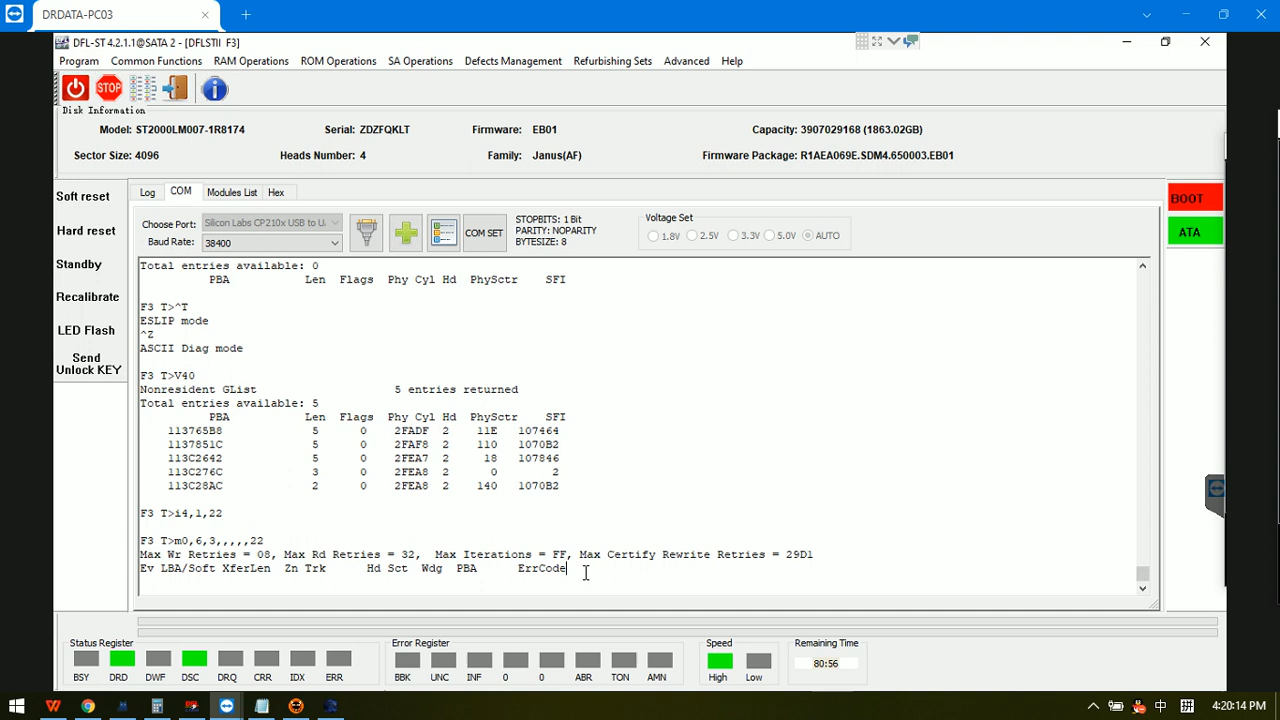 DRDATA-PC03
DFL-ST 4.2.1.1@SATA 2 - [DFLSTII F3]
Program Common Functions RAM Operations ROM Operations SA Operations Defects Management Refurbishing Sets Advanced Help
STOP
Disk Information
Model: ST2000LM007-1R8174 Serial: ZDZFQKLT Firmware: EB01 Capacity: 3907029168 (1863.02GB)
Sector Size: 4096 Heads Number: 4 Family: Janus(AF) Firmware Package: R1AEA069E.SDM4.650003.EB01
Soft reset
Hard reset
Standby
Recalibrate
LED Flash
Send
Unlock KEY
Log COM Modules List Hex
Choose Port: Silicon Labs CP210x USB to U
Baud Rate: 38400
COM SET
STOPBITS: 1 Bit
PARITY: NOPARITY
BYTESIZE: 8
Voltage Set
1.8V 2.5V 3.3V 5.0V AUTO
BOOT
ATA
Total entries available: 0
PBA Len Flags Phy Cyl Hd PhySctr SFI
F3 T>^T
ESLIP mode
^Z
ASCII Diag mode
F3 T>V40
Nonresident GList 5 entries returned
Total entries available: 5
PBA Len Flags Phy Cyl Hd PhySctr SFI
113765B8 5 0 2FADF 2 11E 107464
1137851C 5 0 2FAF8 2 110 1070B2
113C2642 5 0 2FEA7 2 18 107846
113C276C 3 0 2FEA8 2 0 2
113C28AC 2 0 2FEA8 2 140 1070B2
F3 T>i4,1,22
F3 T>m0,6,3,,,,,22
Max Wr Retries = 08, Max Rd Retries = 32, Max Iterations = FF, Max Certify Rewrite Retries = 29D1
Ev LBA/Soft XferLen Zn Trk Hd Sct Wdg PBA ErrCode
Status Register
BSY DRD DWF DSC DRQ CRR IDX ERR
Error Register
BBK UNC INF 0 0 ABR TON AMN
Speed
High Low
Remaining Time
80:56
中 拼 4:20:14 PM